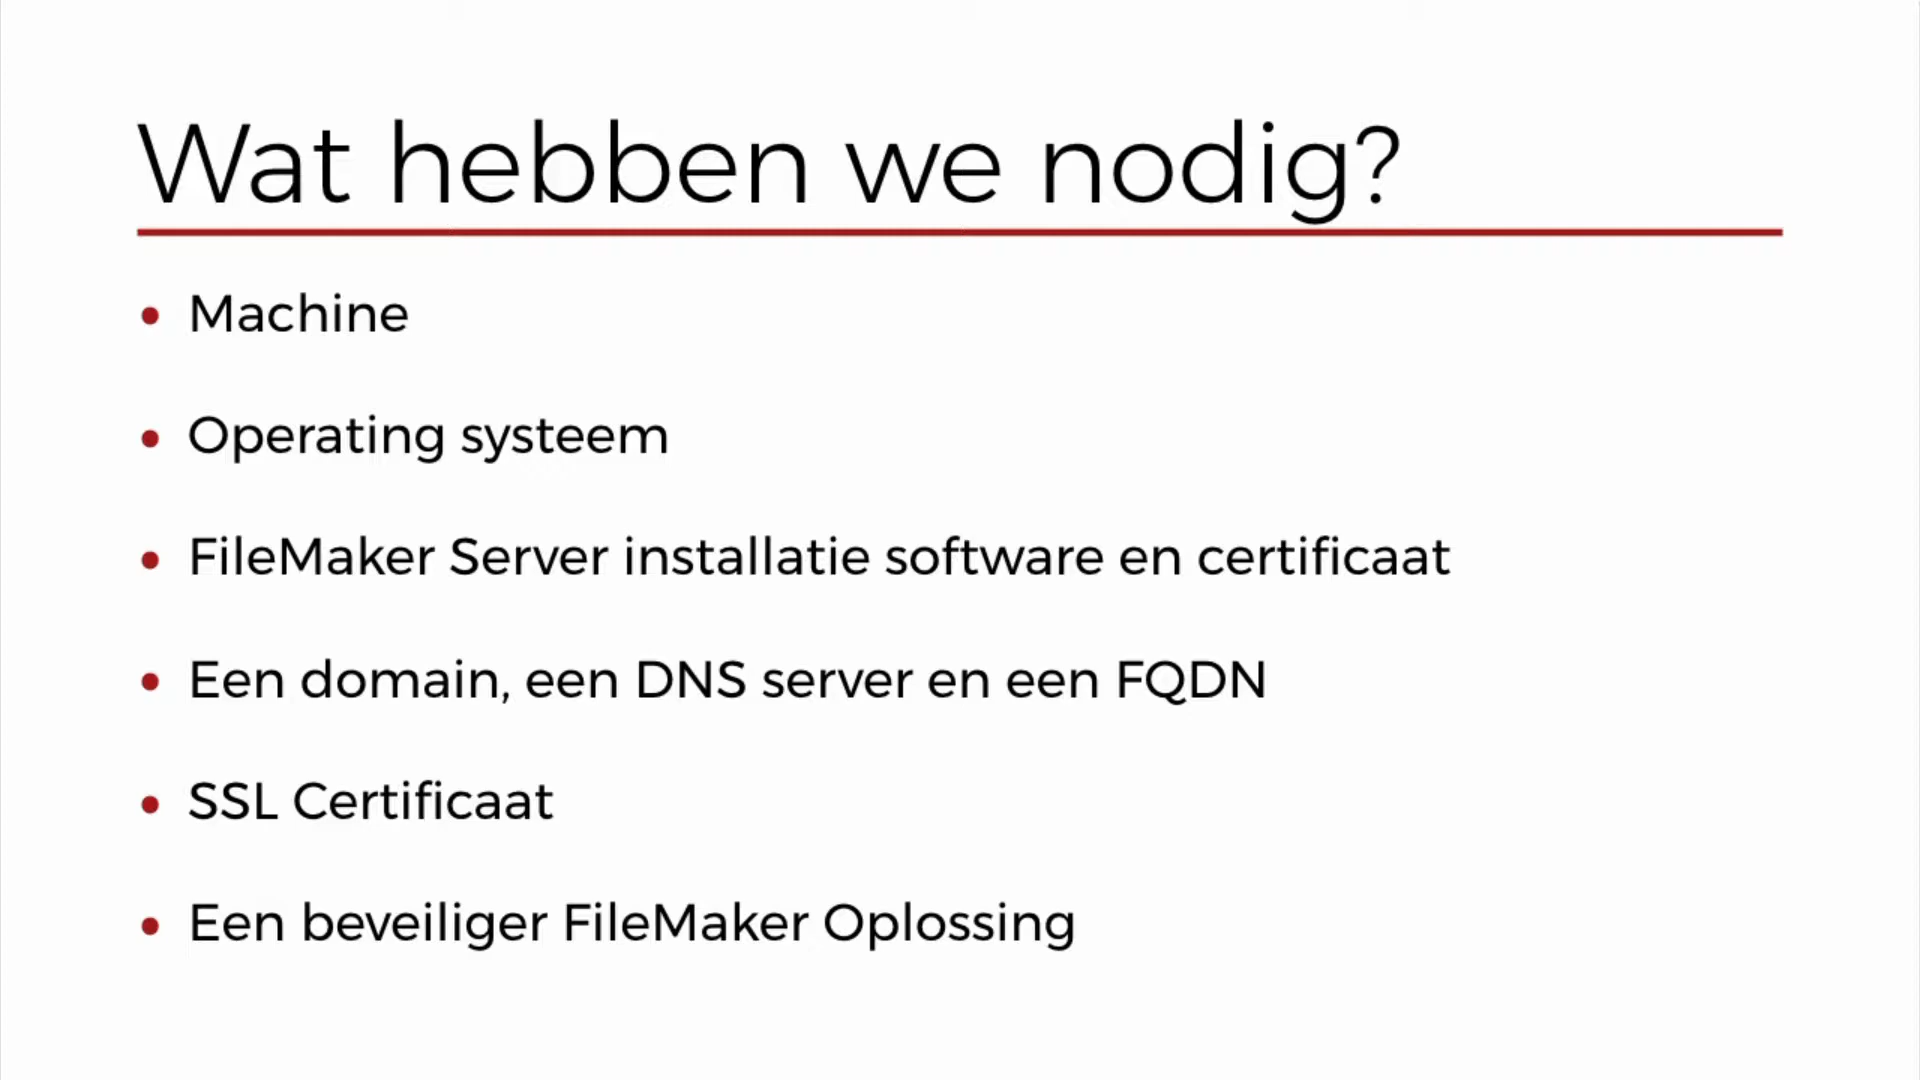 Wat hebben we nodig?
• Machine
• Operating systeem
• FileMaker Server installatie software en certificaat
• Een domain, een DNS server en een FQDN
• SSL Certificaat
• Een beveiliger FileMaker Oplossing